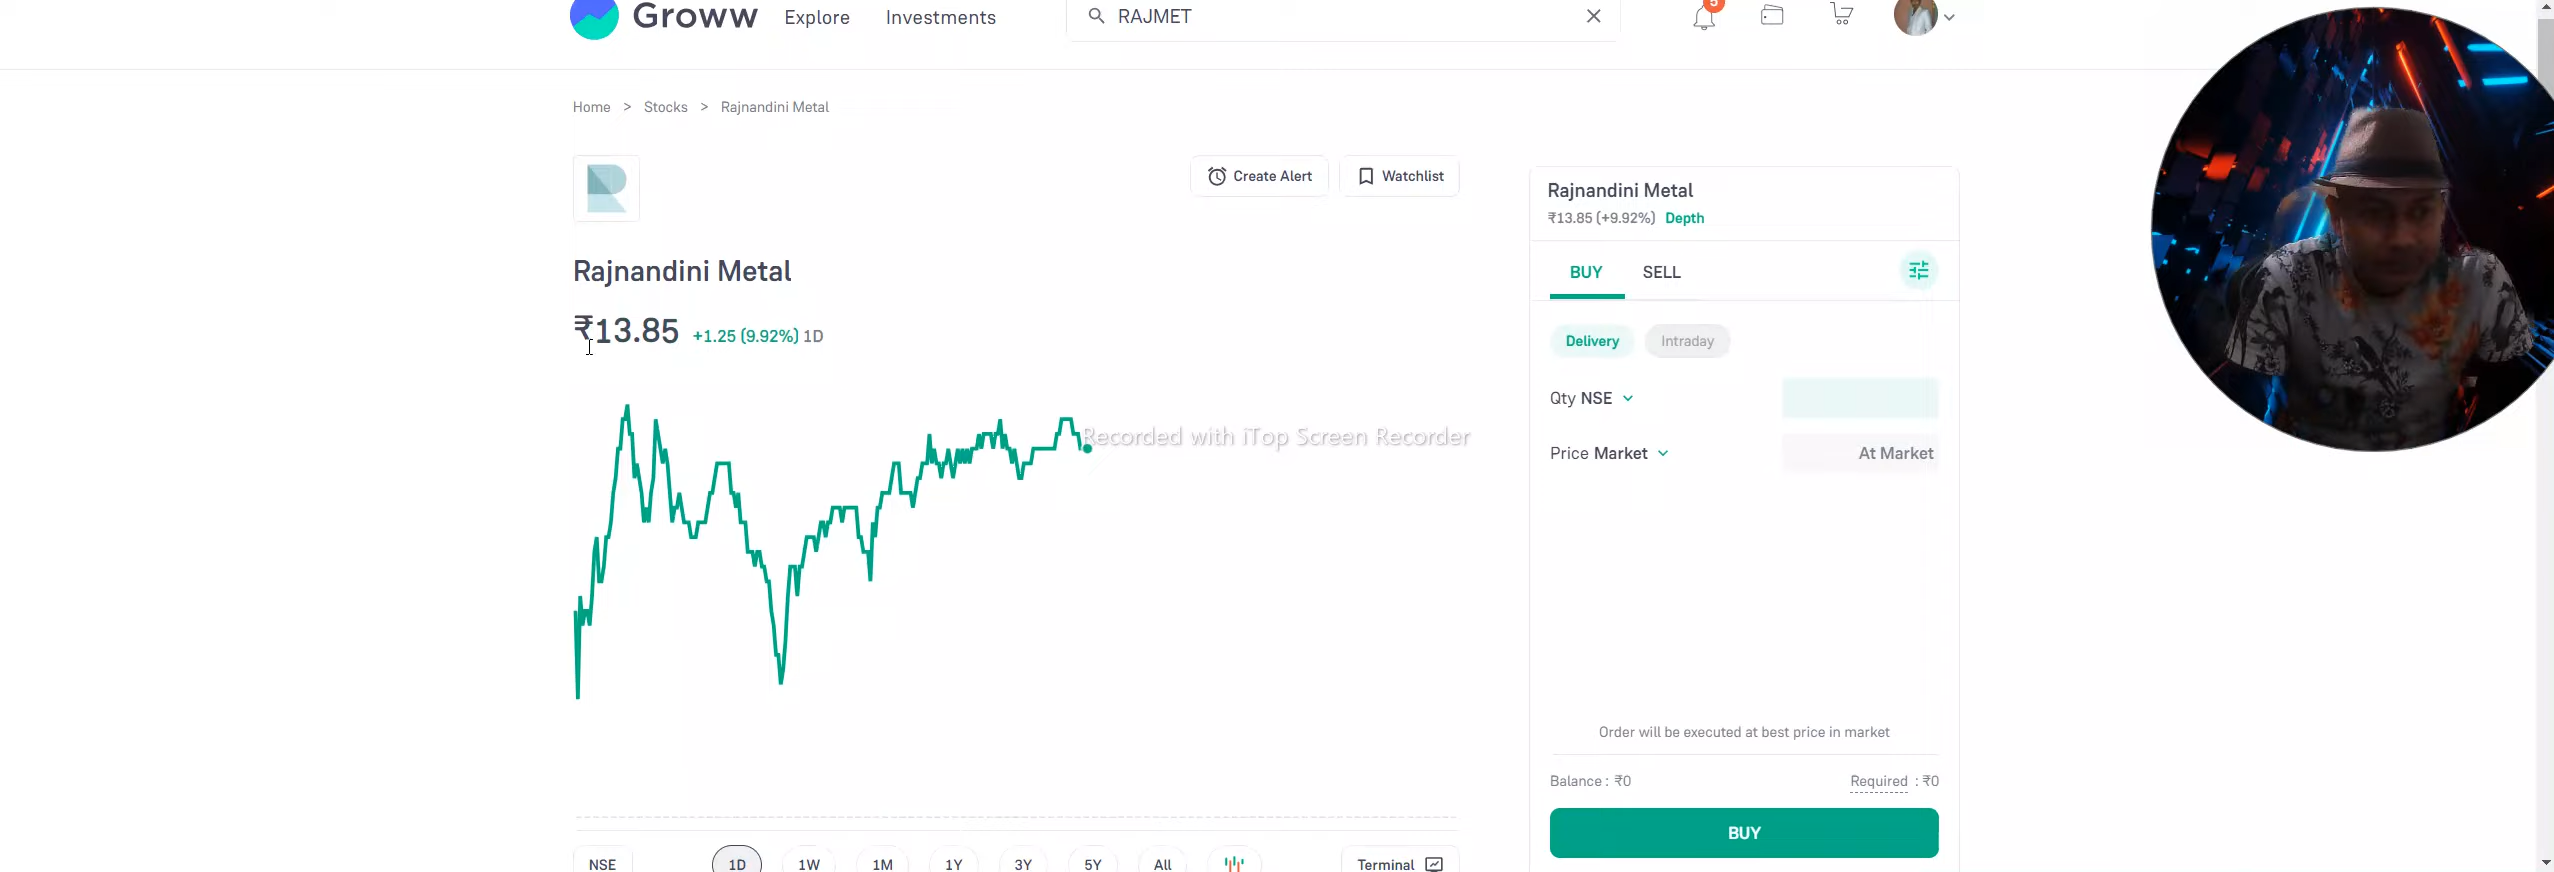 Groww Explore Investments RAJMET 5
Home > Stocks > Rajnandini Metal
Create Alert Watchlist
Rajnandini Metal
₹13.85 +1.25 (9.92%) 1D
Recorded with iTop Screen Recorder
NSE 1D 1W 1M 1Y 3Y 5Y All Terminal
Rajnandini Metal
₹13.85 (+9.92%) Depth
BUY SELL
Delivery Intraday
Qty NSE
Price Market At Market
Order will be executed at best price in market
Balance : ₹0 Required : ₹0
BUY